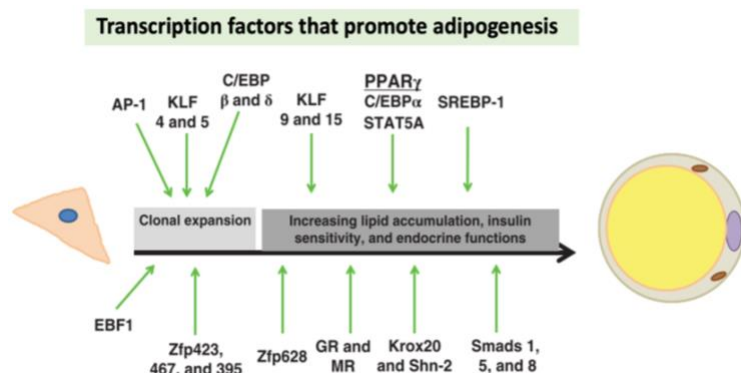 Transcription factors that promote adipogenesis
AP-1
KLF
4 and 5
C/EBP
β and δ
KLF
9 and 15
PPARγ
C/EBPα
STAT5A
SREBP-1
Clonal expansion
Increasing lipid accumulation, insulin
sensitivity, and endocrine functions
EBF1
Zfp423,
467, and 395
Zfp628
GR and
MR
Krox20
and Shn-2
Smads 1,
5, and 8